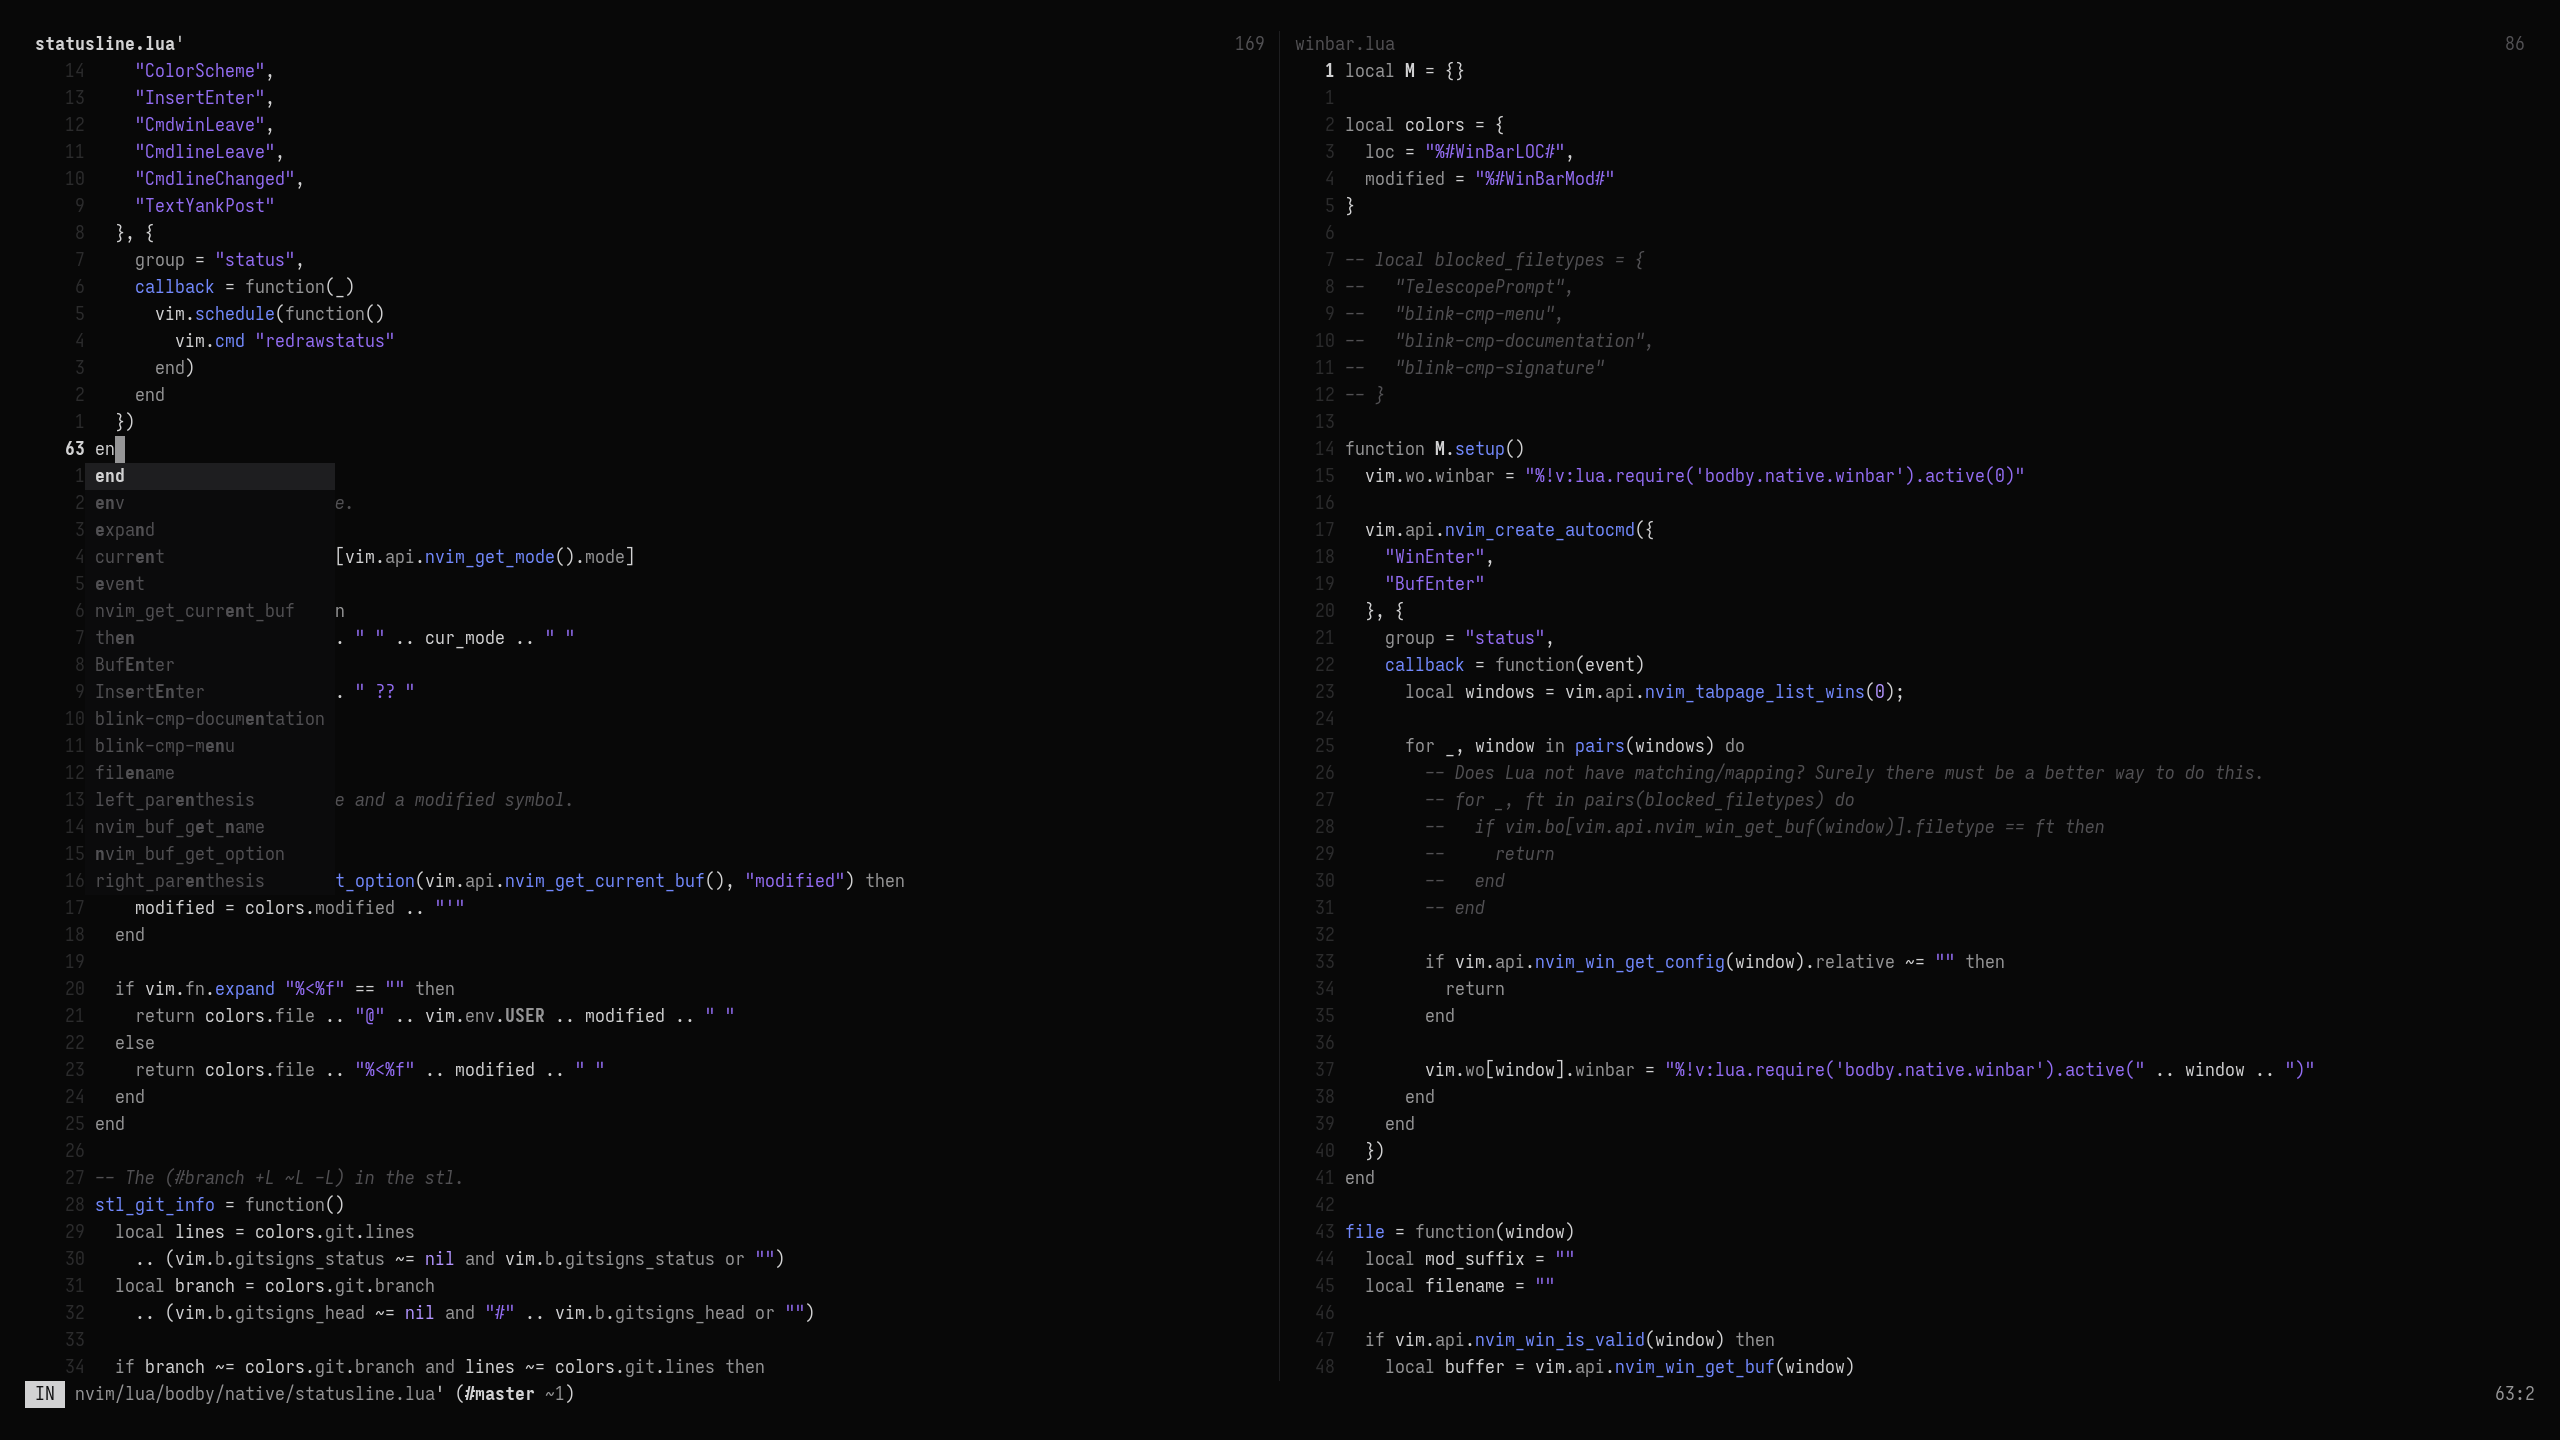 statusline.lua' 169
14     "ColorScheme",
13     "InsertEnter",
12     "CmdwinLeave",
11     "CmdlineLeave",
10     "CmdlineChanged",
9     "TextYankPost"
8   }, {
7     group = "status",
6     callback = function(_)
5       vim.schedule(function()
4         vim.cmd "redrawstatus"
3       end)
2     end
1   })
63 en
1 end
2 env e.
3 expand
4 current [vim.api.nvim_get_mode().mode]
5 event
6 nvim_get_current_buf n
7 then . " " .. cur_mode .. " "
8 BufEnter
9 InsertEnter . " ?? "
10 blink-cmp-documentation
11 blink-cmp-menu
12 filename
13 left_parenthesis e and a modified symbol.
14 nvim_buf_get_name
15 nvim_buf_get_option
16 right_parenthesis t_option(vim.api.nvim_get_current_buf(), "modified") then
17     modified = colors.modified .. "'"
18   end
19
20   if vim.fn.expand "%<%f" == "" then
21     return colors.file .. "@" .. vim.env.USER .. modified .. " "
22   else
23     return colors.file .. "%<%f" .. modified .. " "
24   end
25 end
26
27 -- The (#branch +L ~L -L) in the stl.
28 stl_git_info = function()
29   local lines = colors.git.lines
30     .. (vim.b.gitsigns_status ~= nil and vim.b.gitsigns_status or "")
31   local branch = colors.git.branch
32     .. (vim.b.gitsigns_head ~= nil and "#" .. vim.b.gitsigns_head or "")
33
34   if branch ~= colors.git.branch and lines ~= colors.git.lines then
winbar.lua 86
1 local M = {}
1
2 local colors = {
3   loc = "%#WinBarLOC#",
4   modified = "%#WinBarMod#"
5 }
6
7 -- local blocked_filetypes = {
8 --   "TelescopePrompt",
9 --   "blink-cmp-menu",
10 --   "blink-cmp-documentation",
11 --   "blink-cmp-signature"
12 -- }
13
14 function M.setup()
15   vim.wo.winbar = "%!v:lua.require('bodby.native.winbar').active(0)"
16
17   vim.api.nvim_create_autocmd({
18     "WinEnter",
19     "BufEnter"
20   }, {
21     group = "status",
22     callback = function(event)
23       local windows = vim.api.nvim_tabpage_list_wins(0);
24
25       for _, window in pairs(windows) do
26         -- Does Lua not have matching/mapping? Surely there must be a better way to do this.
27         -- for _, ft in pairs(blocked_filetypes) do
28         --   if vim.bo[vim.api.nvim_win_get_buf(window)].filetype == ft then
29         --     return
30         --   end
31         -- end
32
33         if vim.api.nvim_win_get_config(window).relative ~= "" then
34           return
35         end
36
37         vim.wo[window].winbar = "%!v:lua.require('bodby.native.winbar').active(" .. window .. ")"
38       end
39     end
40   })
41 end
42
43 file = function(window)
44   local mod_suffix = ""
45   local filename = ""
46
47   if vim.api.nvim_win_is_valid(window) then
48     local buffer = vim.api.nvim_win_get_buf(window)
IN nvim/lua/bodby/native/statusline.lua' (#master ~1) 63:2